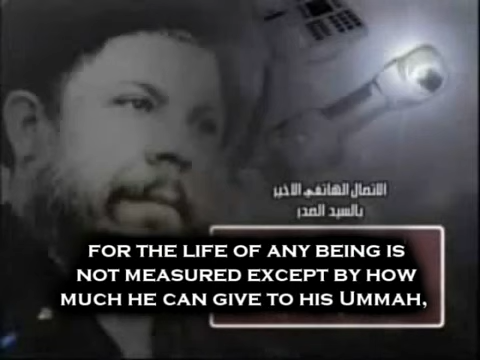 الاتصال الهاتفي الاخير
بالسيد الصدر
FOR THE LIFE OF ANY BEING IS
NOT MEASURED EXCEPT BY HOW
MUCH HE CAN GIVE TO HIS UMMAH,